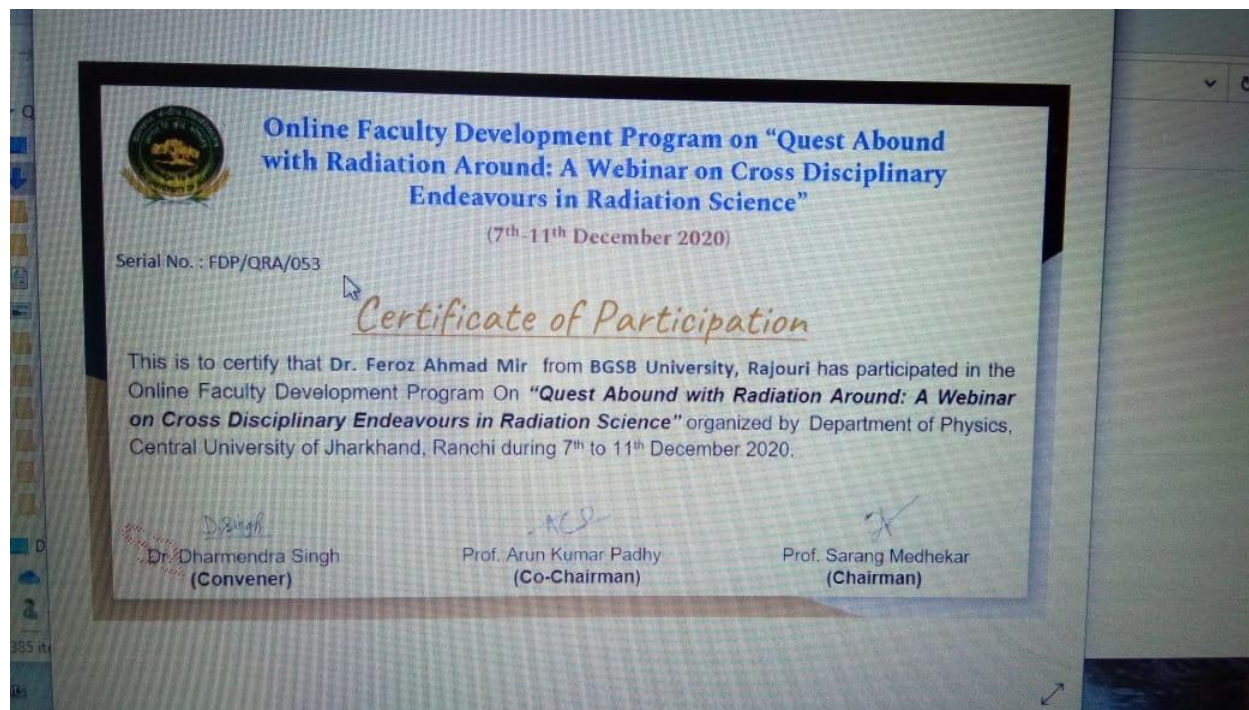 Online Faculty Development Program on “Quest Abound
with Radiation Around: A Webinar on Cross Disciplinary
Endeavours in Radiation Science”
(7th-11th December 2020)
Serial No. : FDP/QRA/053
Certificate of Participation
This is to certify that Dr. Feroz Ahmad Mir from BGSB University, Rajouri has participated in the
Online Faculty Development Program On “Quest Abound with Radiation Around: A Webinar
on Cross Disciplinary Endeavours in Radiation Science” organized by Department of Physics,
Central University of Jharkhand, Ranchi during 7th to 11th December 2020.
D.Singh
Dr. Dharmendra Singh
(Convener)
Prof. Arun Kumar Padhy
(Co-Chairman)
Prof. Sarang Medhekar
(Chairman)
385